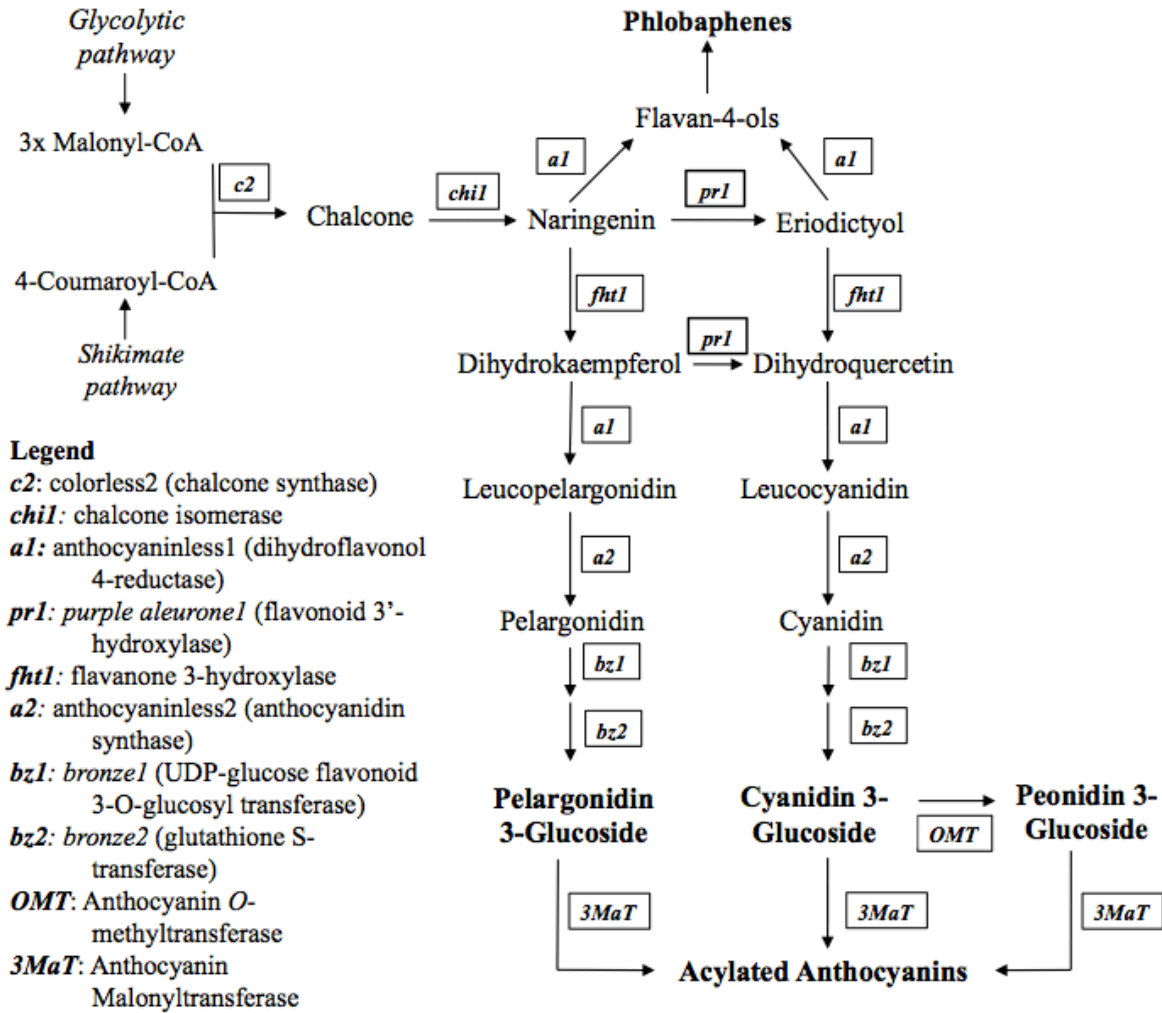 Glycolytic
pathway
Phlobaphenes
3x Malonyl-CoA
Flavan-4-ols
a1
a1
c2
chi1
pr1
Chalcone
Naringenin
Eriodictyol
4-Coumaroyl-CoA
fht1
fht1
Shikimate
pathway
pr1
Dihydrokaempferol
Dihydroquercetin
a1
a1
Leucopelargonidin
Leucocyanidin
a2
a2
Pelargonidin
Cyanidin
bz1
bz1
bz2
bz2
Pelargonidin
3-Glucoside
Cyanidin 3-
Glucoside
Peonidin 3-
Glucoside
OMT
3MaT
3MaT
3MaT
Acylated Anthocyanins
Legend
c2: colorless2 (chalcone synthase)
chi1: chalcone isomerase
a1: anthocyaninless1 (dihydroflavonol
4-reductase)
pr1: purple aleurone1 (flavonoid 3’-
hydroxylase)
fht1: flavanone 3-hydroxylase
a2: anthocyaninless2 (anthocyanidin
synthase)
bz1: bronze1 (UDP-glucose flavonoid
3-O-glucosyl transferase)
bz2: bronze2 (glutathione S-
transferase)
OMT: Anthocyanin O-
methyltransferase
3MaT: Anthocyanin
Malonyltransferase